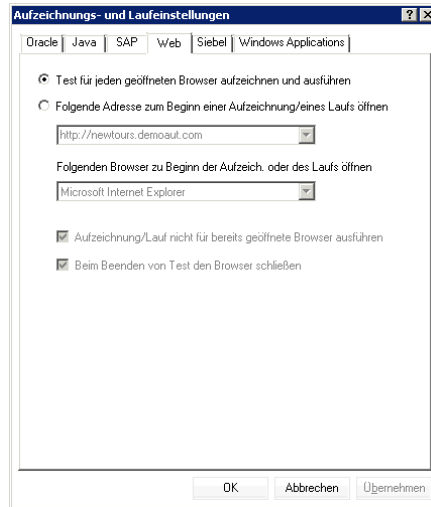 Aufzeichnungs- und Laufeinstellungen
Oracle Java SAP Web Siebel Windows Applications
Test für jeden geöffneten Browser aufzeichnen und ausführen
Folgende Adresse zum Beginn einer Aufzeichnung/eines Laufs öffnen
http://newtours.demoaut.com
Folgenden Browser zu Beginn der Aufzeich. oder des Laufs öffnen
Microsoft Internet Explorer
Aufzeichnung/Lauf nicht für bereits geöffnete Browser ausführen
Beim Beenden von Test den Browser schließen
OK Abbrechen Übernehmen